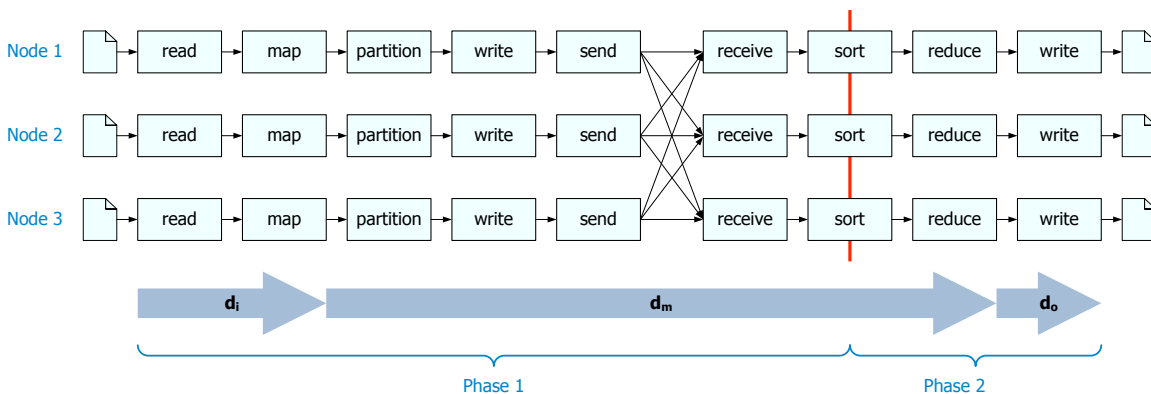 Node 1 read map partition write send receive sort reduce write
Node 2 read map partition write send receive sort reduce write
Node 3 read map partition write send receive sort reduce write
di dm do
Phase 1 Phase 2